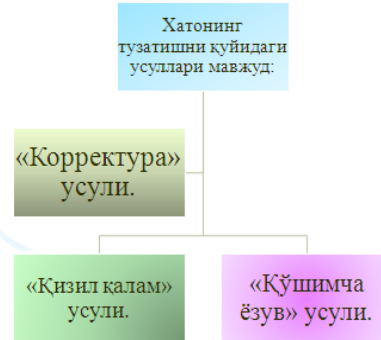 Хатонинг
тузатишни қуйидаги
усуллари мавжуд:
«Корректура»
усули.
«Қизил қалам»
усули.
«Қўшимча
ёзув» усули.